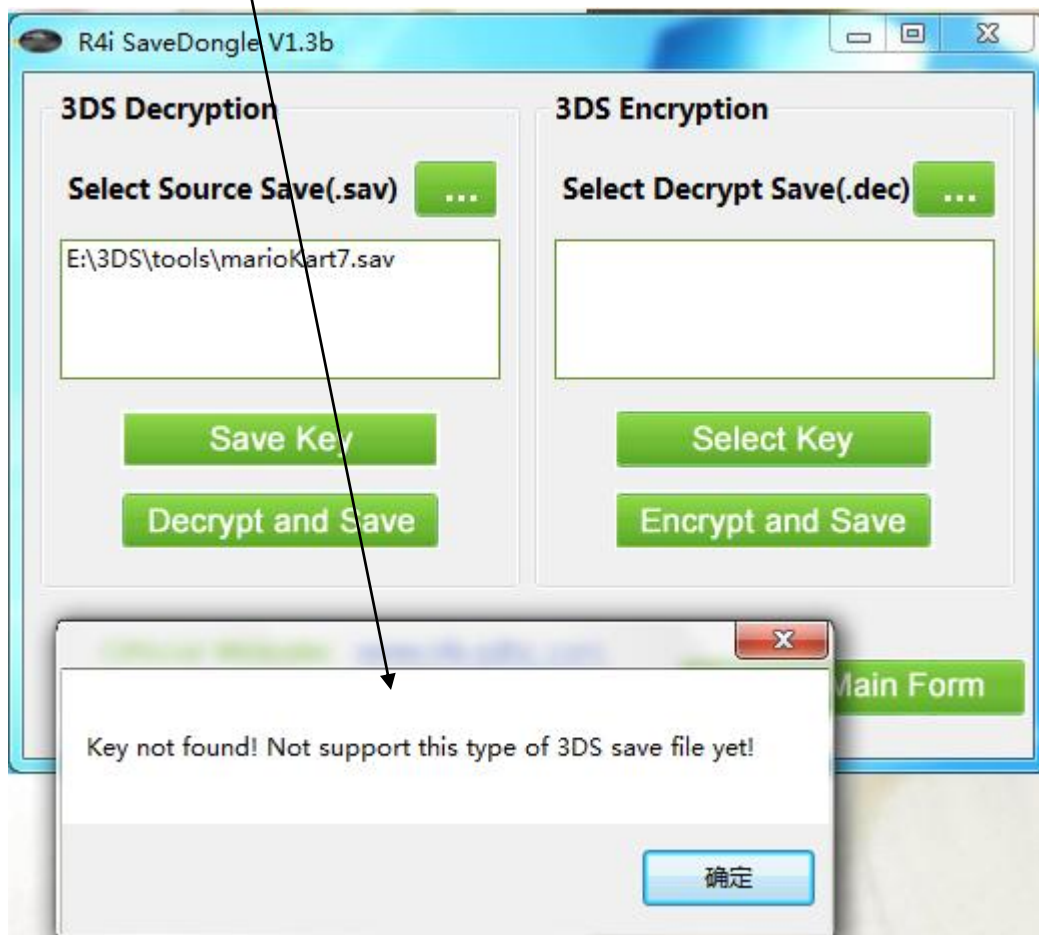 R4i SaveDongle V1.3b
3DS Decryption
Select Source Save(.sav)
...
E:\3DS\tools\marioKart7.sav
Save Key
Decrypt and Save
3DS Encryption
Select Decrypt Save(.dec)
...
Select Key
Encrypt and Save
Main Form
Key not found! Not support this type of 3DS save file yet!
确定